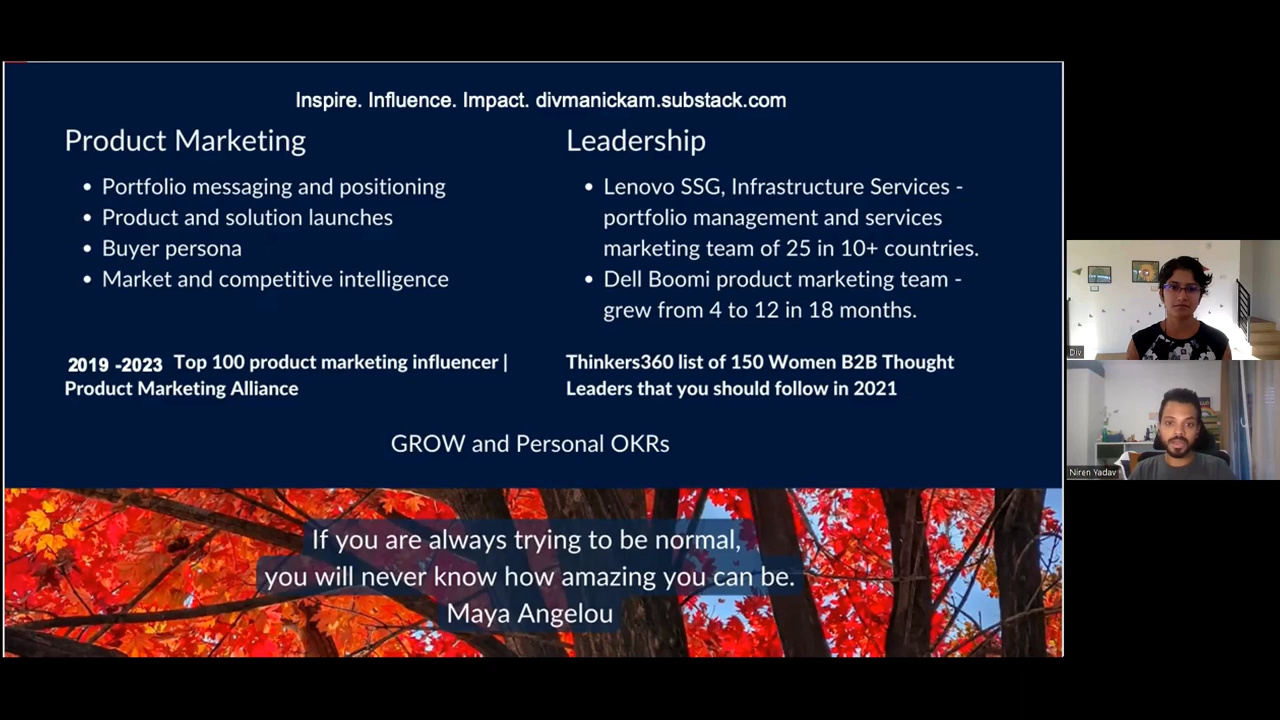 Inspire. Influence. Impact. divmanickam.substack.com
Product Marketing
• Portfolio messaging and positioning
• Product and solution launches
• Buyer persona
• Market and competitive intelligence
2019 -2023 Top 100 product marketing influencer |
Product Marketing Alliance
Leadership
• Lenovo SSG, Infrastructure Services -
portfolio management and services
marketing team of 25 in 10+ countries.
• Dell Boomi product marketing team -
grew from 4 to 12 in 18 months.
Thinkers360 list of 150 Women B2B Thought
Leaders that you should follow in 2021
GROW and Personal OKRs
If you are always trying to be normal,
you will never know how amazing you can be.
Maya Angelou
Div
Niren Yadav